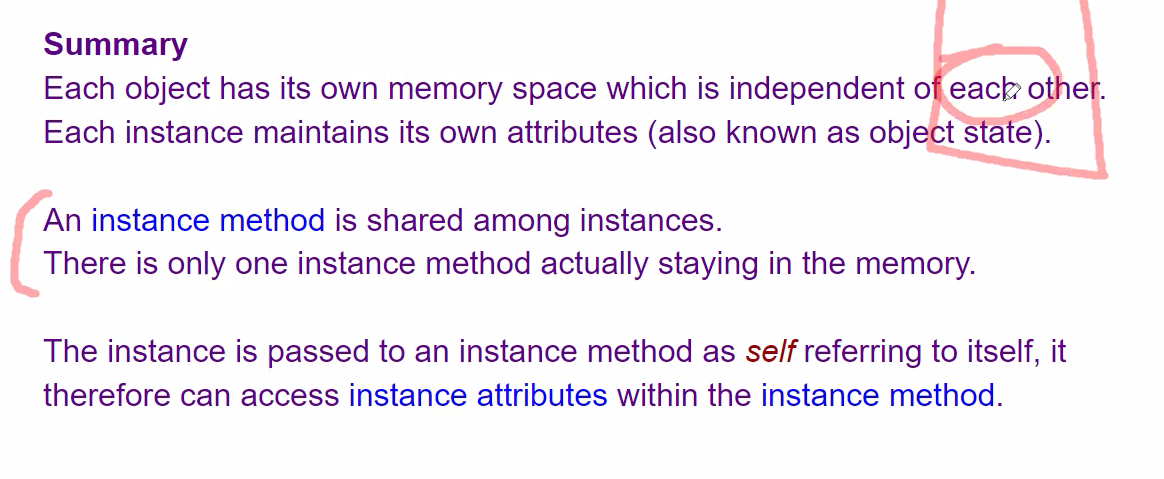 Summary
Each object has its own memory space which is independent of each other.
Each instance maintains its own attributes (also known as object state).
An instance method is shared among instances.
There is only one instance method actually staying in the memory.
The instance is passed to an instance method as self referring to itself, it
therefore can access instance attributes within the instance method.